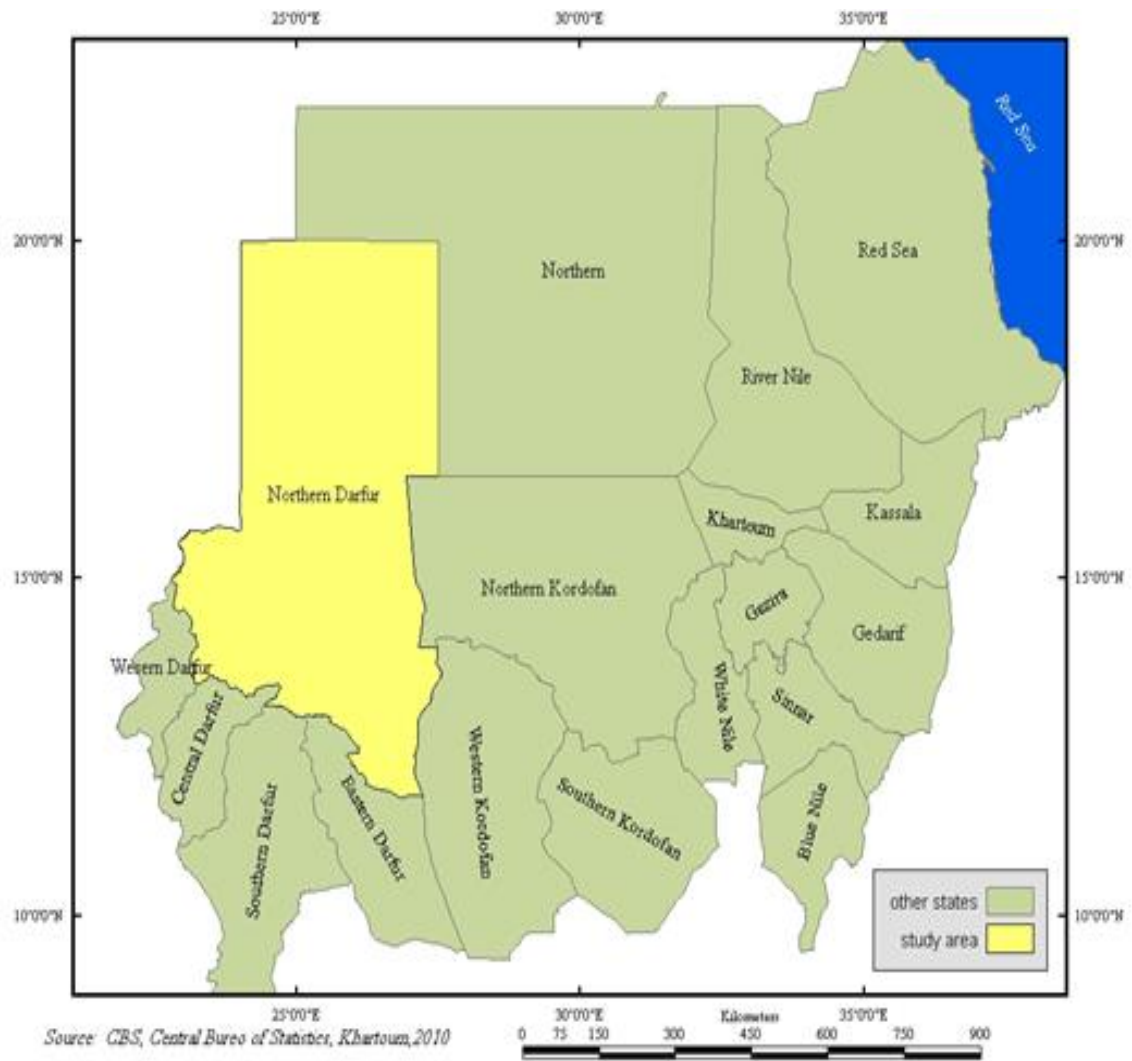 25°0'0"E 30°0'0"E 35°0'0"E
Red Sea
20°0'0"N 20°0'0"N
Red Sea
Northern
River Nile
Northern Darfur
Kassala
Khartoum
15°0'0"N 15°0'0"N
Northern Kordofan
Gazira
Gedarif
Wesern Darfur
White Nile
Sinnar
Central Darfur
Western Kordofan
Eastern Darfur
Southern Kordofan
Southern Darfur
Blue Nile
other states
study area
10°0'0"N 10°0'0"N
25°0'0"E 30°0'0"E 35°0'0"E
Kilometers
Source: CBS, Central Bureo of Statistics, Khartoum,2010
0 75 150 300 450 600 750 900